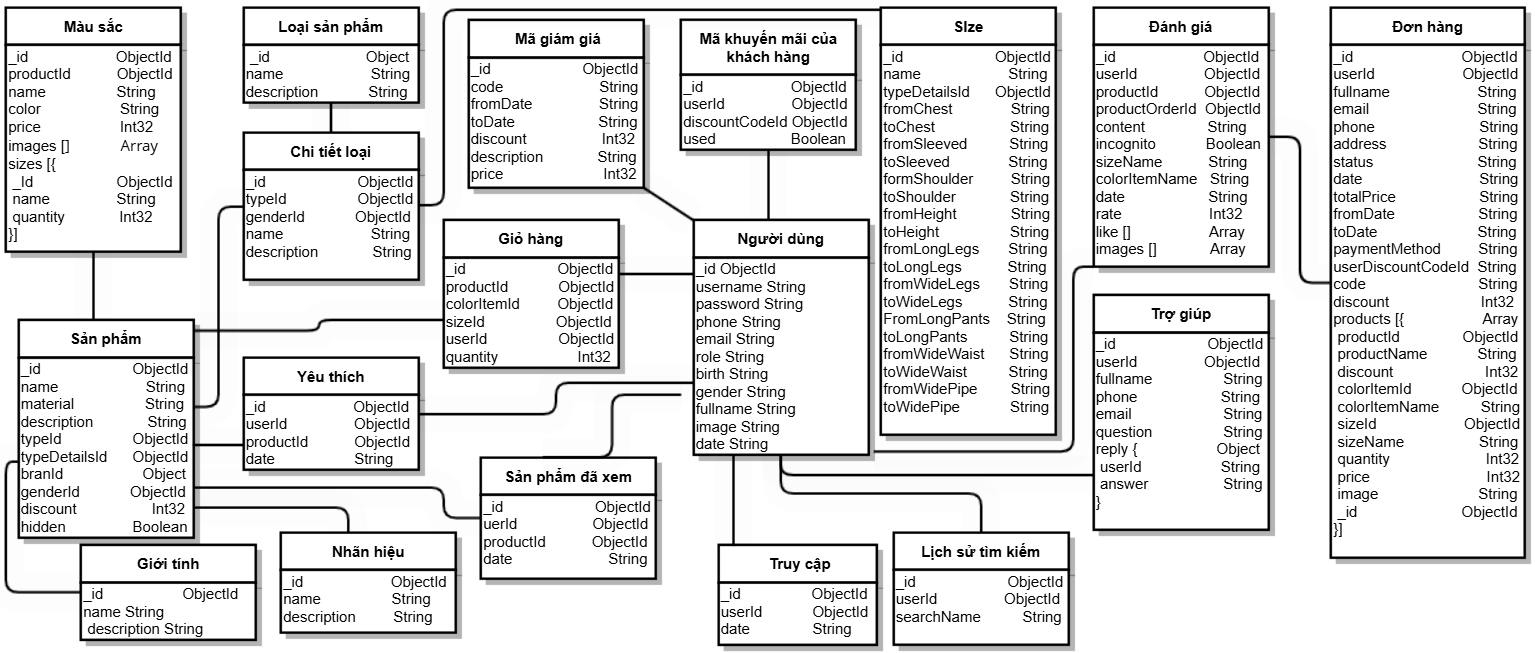 Màu sắc
_id ObjectId
productId ObjectId
name String
color String
price Int32
images [] Array
sizes [{
_Id ObjectId
name String
quantity Int32
}]
Loại sản phẩm
_id Object
name String
description String
Chi tiết loại
_id ObjectId
typeId ObjectId
genderId ObjectId
name String
description String
Mã giảm giá
_id ObjectId
code String
fromDate String
toDate String
discount Int32
description String
price Int32
Mã khuyến mãi của
khách hàng
_id ObjectId
userId ObjectId
discountCodeId ObjectId
used Boolean
SIze
_id ObjectId
name String
typeDetailsId ObjectId
fromChest String
toChest String
fromSleeved String
toSleeved String
formShoulder String
toShoulder String
fromHeight String
toHeight String
fromLongLegs String
toLongLegs String
fromWideLegs String
toWideLegs String
FromLongPants String
toLongPants String
fromWideWaist String
toWideWaist String
fromWidePipe String
toWidePipe String
Đánh giá
_id ObjectId
userId ObjectId
productId ObjectId
productOrderId ObjectId
content String
incognito Boolean
sizeName String
colorItemName String
date String
rate Int32
like [] Array
images [] Array
Đơn hàng
_id ObjectId
userId ObjectId
fullname String
email String
phone String
address String
status String
date String
totalPrice String
fromDate String
toDate String
paymentMethod String
userDiscountCodeId String
code String
discount Int32
products [{ Array
productId ObjectId
productName String
discount Int32
colorItemId ObjectId
colorItemName String
sizeId ObjectId
sizeName String
quantity Int32
price Int32
image String
_id ObjectId
}]
Giỏ hàng
_id ObjectId
productId ObjectId
colorItemId ObjectId
sizeId ObjectId
userId ObjectId
quantity Int32
Người dùng
_id ObjectId
username String
password String
phone String
email String
role String
birth String
gender String
fullname String
image String
date String
Trợ giúp
_id ObjectId
userId ObjectId
fullname String
phone String
email String
question String
reply { Object
userId String
answer String
}
Sản phẩm
_id ObjectId
name String
material String
description String
typeId ObjectId
typeDetailsId ObjectId
branId Object
genderId ObjectId
discount Int32
hidden Boolean
Yêu thích
_id ObjectId
userId ObjectId
productId ObjectId
date String
Sản phẩm đã xem
_id ObjectId
uerId ObjectId
productId ObjectId
date String
Giới tính
_id ObjectId
name String
description String
Nhãn hiệu
_id ObjectId
name String
description String
Truy cập
_id ObjectId
userId ObjectId
date String
Lịch sử tìm kiếm
_id ObjectId
userId ObjectId
searchName String